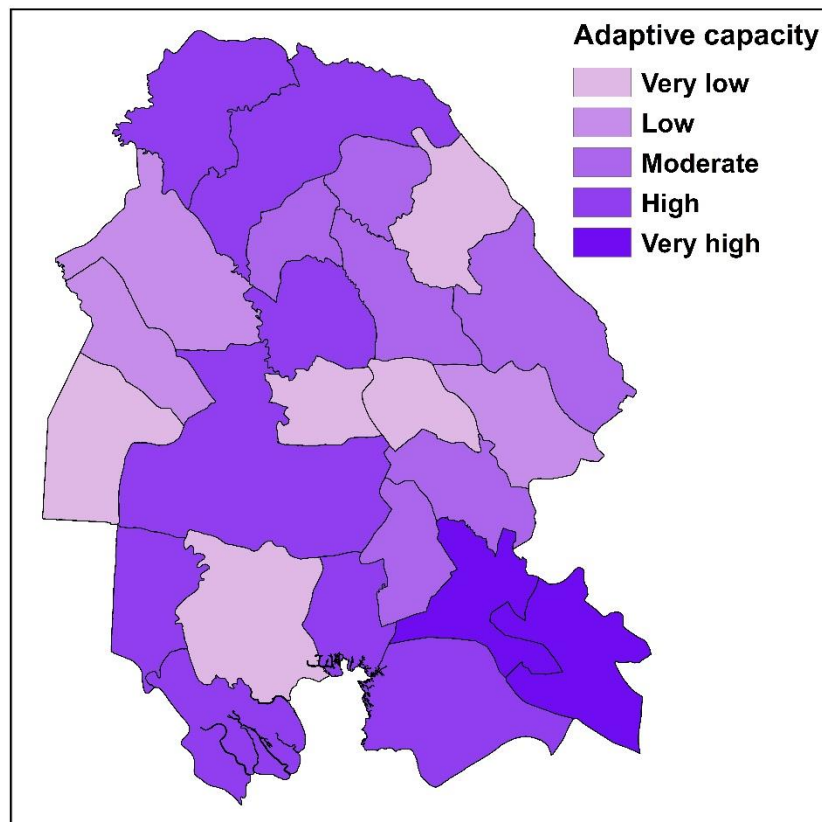 Adaptive capacity
Very low
Low
Moderate
High
Very high